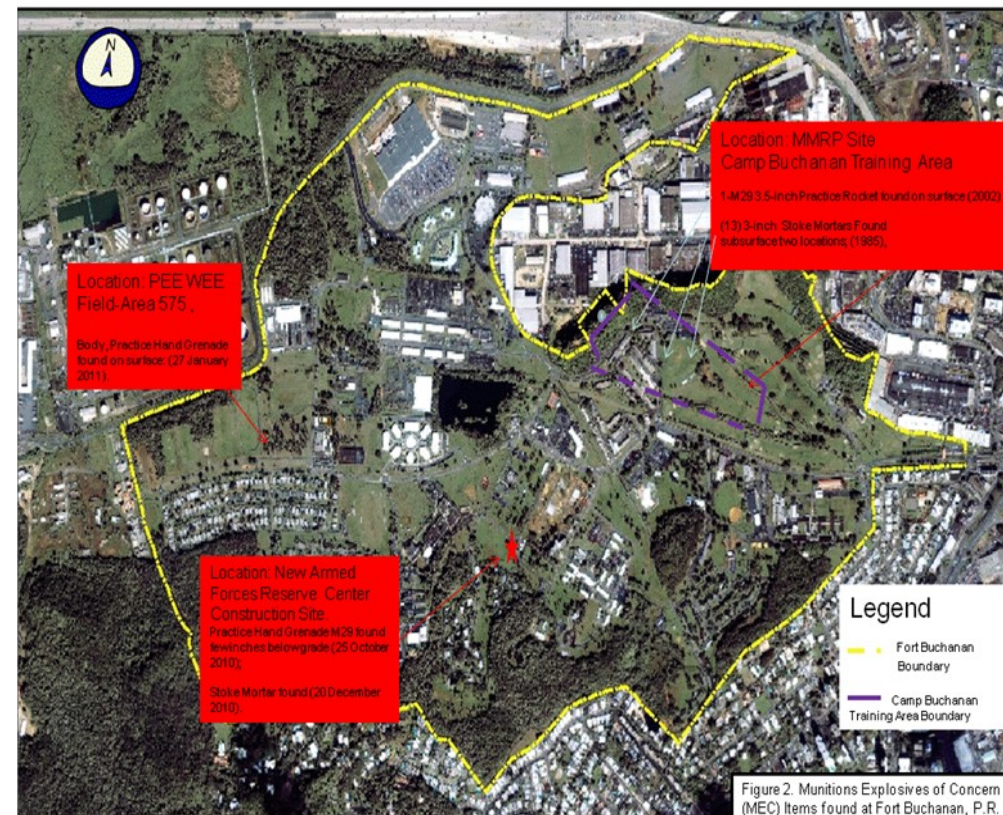 N
Location: MMRP Site
Camp Buchanan Training Area
1-M29 3.5-inch Practice Rocket found on surface (2002)
(13) 3-inch Stoke Mortars Found
subsurface two locations; (1985),
Location: PEE WEE
Field-Area 575 ,
Body, Practice Hand Grenade
found on surface. (27 January
2011).
Location: New Armed
Forces Reserve Center
Construction Site.
Practice Hand Grenade M29 found
few inches below grade (25 October
2010);
Stoke Mortar found (20 December
2010).
Legend
Fort Buchanan
Boundary
Camp Buchanan
Training Area Boundary
Figure 2. Munitions Explosives of Concern
(MEC) Items found at Fort Buchanan, P.R.